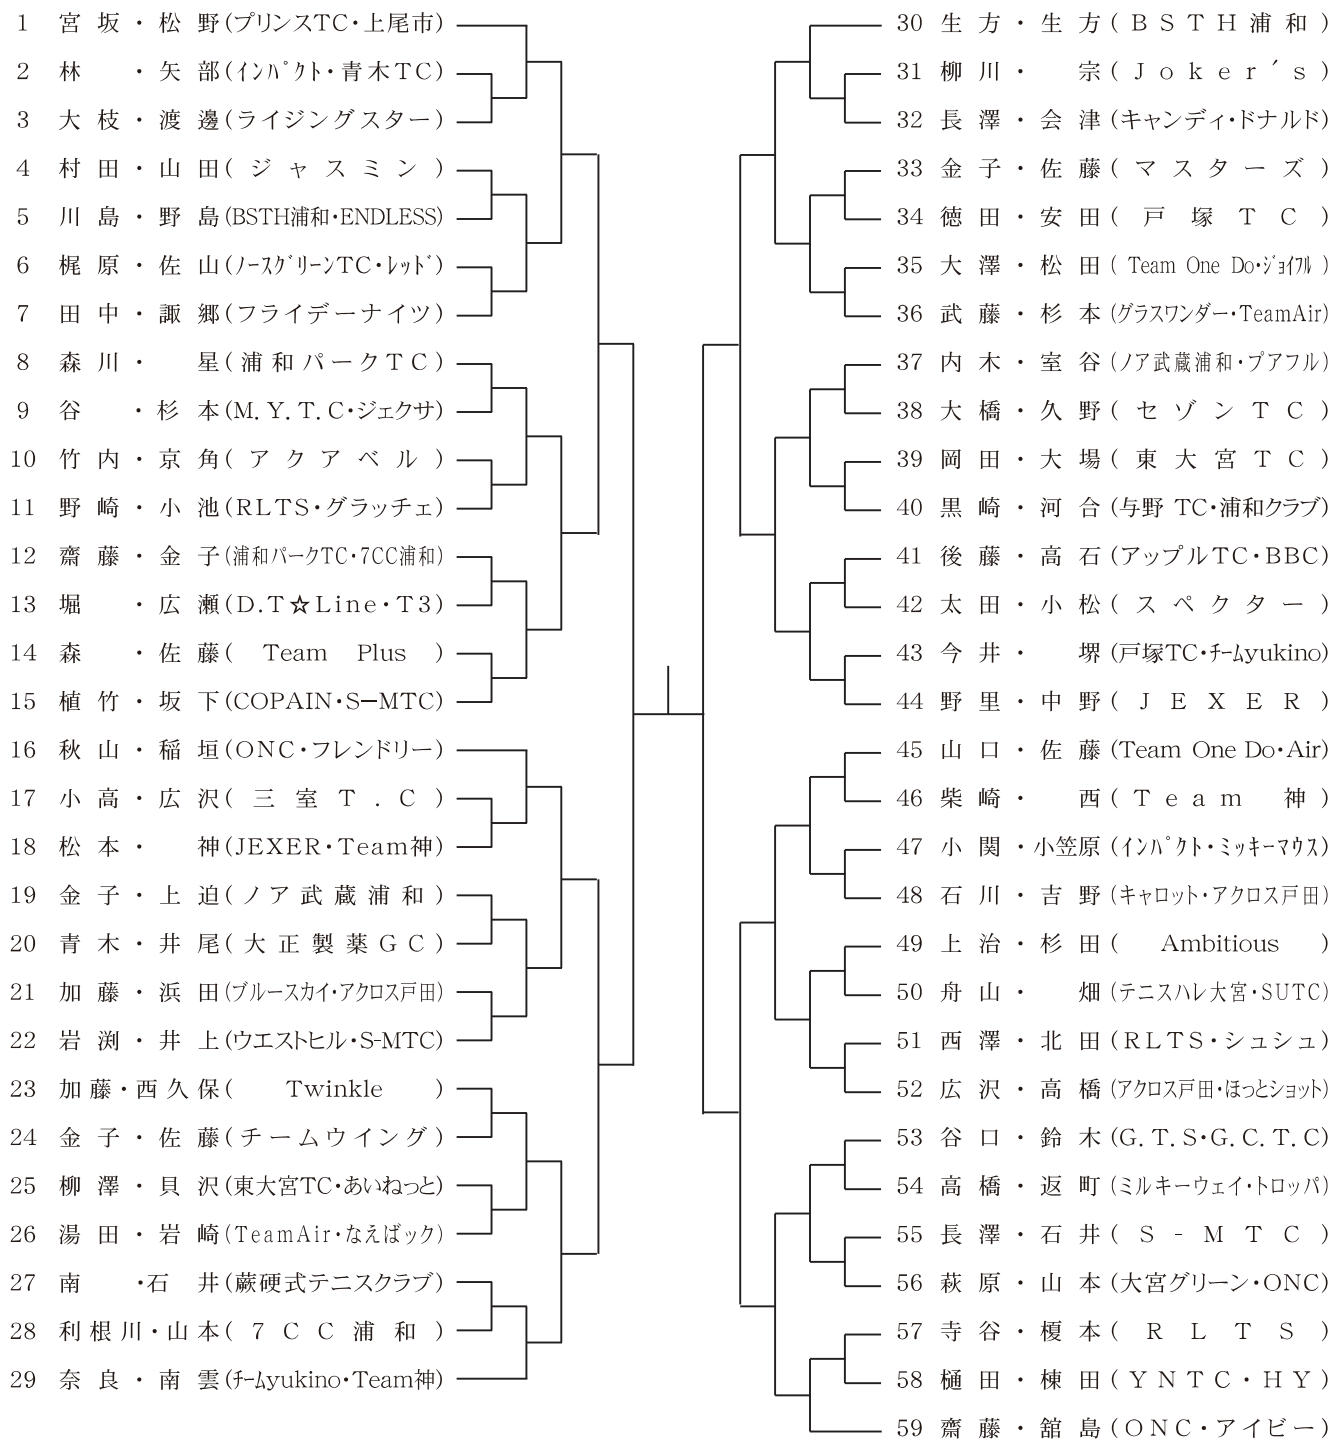 1 宮坂・松野(プリンスTC・上尾市)
2 林・矢部(インパクト・青木TC)
3 大枝・渡邊(ライジングスター)
4 村田・山田(ジャスミン)
5 川島・野島(BSTH浦和・ENDLESS)
6 梶原・佐山(ノースグリーンTC・レッド)
7 田中・諏郷(フライデーナイツ)
8 森川・星(浦和パークTC)
9 谷・杉本(M.Y.T.C・ジェクサ)
10 竹内・京角(アクアベル)
11 野崎・小池(RLTS・グラッチェ)
12 齋藤・金子(浦和パークTC・7CC浦和)
13 堀・広瀬(D.T☆Line・T3)
14 森・佐藤(Team Plus)
15 植竹・坂下(COPAIN・S−MTC)
16 秋山・稲垣(ONC・フレンドリー)
17 小高・広沢(三室T.C)
18 松本・神(JEXER・Team神)
19 金子・上迫(ノア武蔵浦和)
20 青木・井尾(大正製薬GC)
21 加藤・浜田(ブルースカイ・アクロス戸田)
22 岩渕・井上(ウエストヒル・S-MTC)
23 加藤・西久保(Twinkle)
24 金子・佐藤(チームウイング)
25 柳澤・貝沢(東大宮TC・あいねっと)
26 湯田・岩崎(TeamAir・なえばック)
27 南・石井(蕨硬式テニスクラブ)
28 利根川・山本(7CC浦和)
29 奈良・南雲(チームyukino・Team神)
30 生方・生方(BSTH浦和)
31 柳川・宗(Joker´s)
32 長澤・会津(キャンディ・ドナルド)
33 金子・佐藤(マスターズ)
34 徳田・安田(戸塚TC)
35 大澤・松田(Team One Do・ジョイフル)
36 武藤・杉本(グラスワンダー・TeamAir)
37 内木・室谷(ノア武蔵浦和・プアフル)
38 大橋・久野(セゾンTC)
39 岡田・大場(東大宮TC)
40 黒崎・河合(与野TC・浦和クラブ)
41 後藤・高石(アップルTC・BBC)
42 太田・小松(スペクター)
43 今井・堺(戸塚TC・チームyukino)
44 野里・中野(JEXER)
45 山口・佐藤(Team One Do・Air)
46 柴崎・西(Team 神)
47 小関・小笠原(インパクト・ミッキーマウス)
48 石川・吉野(キャロット・アクロス戸田)
49 上治・杉田(Ambitious)
50 舟山・畑(テニスハレ大宮・SUTC)
51 西澤・北田(RLTS・シュシュ)
52 広沢・高橋(アクロス戸田・ほっとショット)
53 谷口・鈴木(G.T.S・G.C.T.C)
54 高橋・返町(ミルキーウェイ・トロッパ)
55 長澤・石井(S-MTC)
56 萩原・山本(大宮グリーン・ONC)
57 寺谷・榎本(RLTS)
58 樋田・棟田(YNTC・HY)
59 齋藤・舘島(ONC・アイビー)